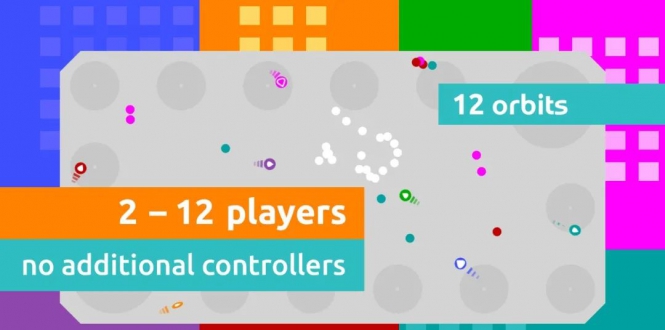 12 orbits
2 – 12 players
no additional controllers